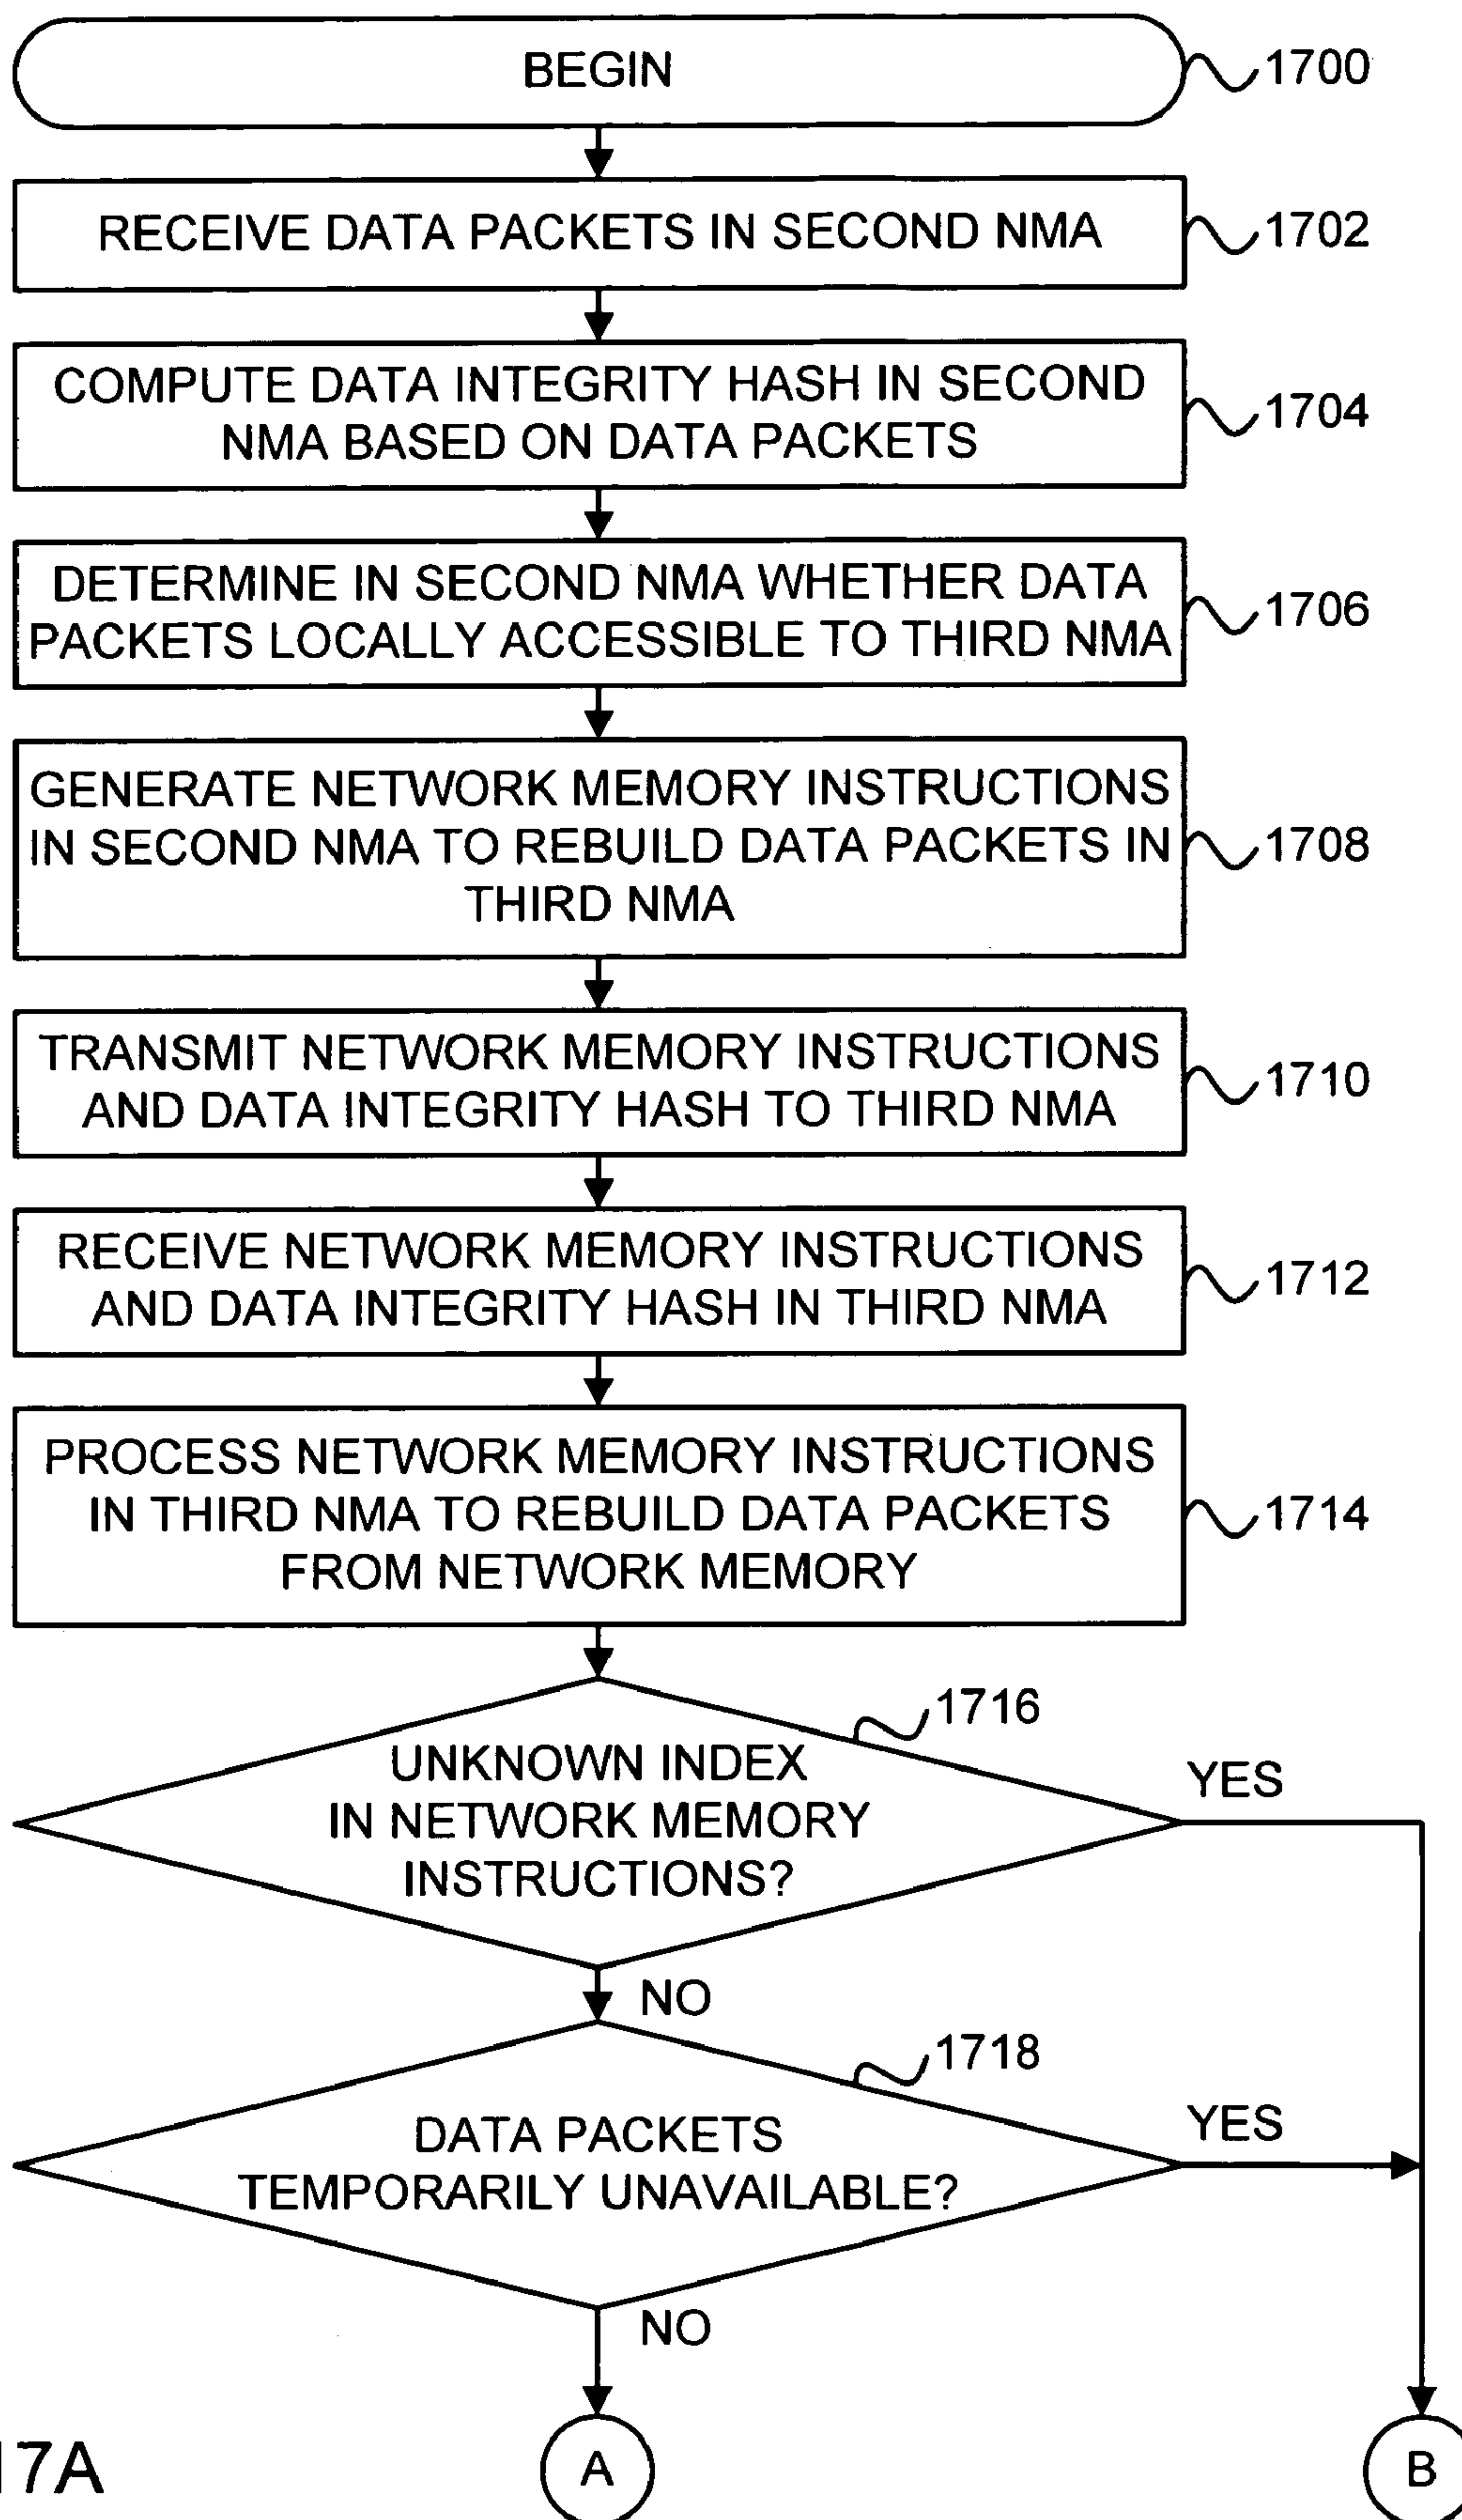 BEGIN
1700
RECEIVE DATA PACKETS IN SECOND NMA
1702
COMPUTE DATA INTEGRITY HASH IN SECOND
NMA BASED ON DATA PACKETS
1704
DETERMINE IN SECOND NMA WHETHER DATA
PACKETS LOCALLY ACCESSIBLE TO THIRD NMA
1706
GENERATE NETWORK MEMORY INSTRUCTIONS
IN SECOND NMA TO REBUILD DATA PACKETS IN
THIRD NMA
1708
TRANSMIT NETWORK MEMORY INSTRUCTIONS
AND DATA INTEGRITY HASH TO THIRD NMA
1710
RECEIVE NETWORK MEMORY INSTRUCTIONS
AND DATA INTEGRITY HASH IN THIRD NMA
1712
PROCESS NETWORK MEMORY INSTRUCTIONS
IN THIRD NMA TO REBUILD DATA PACKETS
FROM NETWORK MEMORY
1714
1716
UNKNOWN INDEX
IN NETWORK MEMORY
INSTRUCTIONS?
YES
NO
1718
DATA PACKETS
TEMPORARILY UNAVAILABLE?
YES
NO
17A
A
B